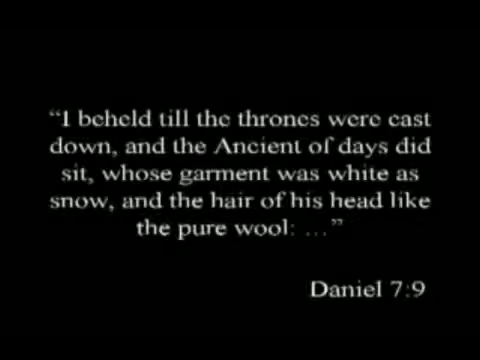 “I beheld till the thrones were cast
down, and the Ancient of days did
sit, whose garment was white as
snow, and the hair of his head like
the pure wool: …”
Daniel 7:9